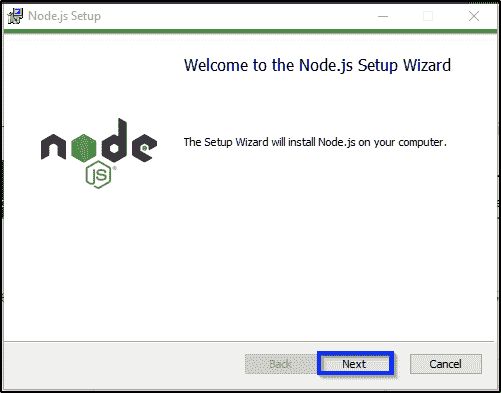 Node.js Setup
Welcome to the Node.js Setup Wizard
node
JS
The Setup Wizard will install Node.js on your computer.
Back
Next
Cancel